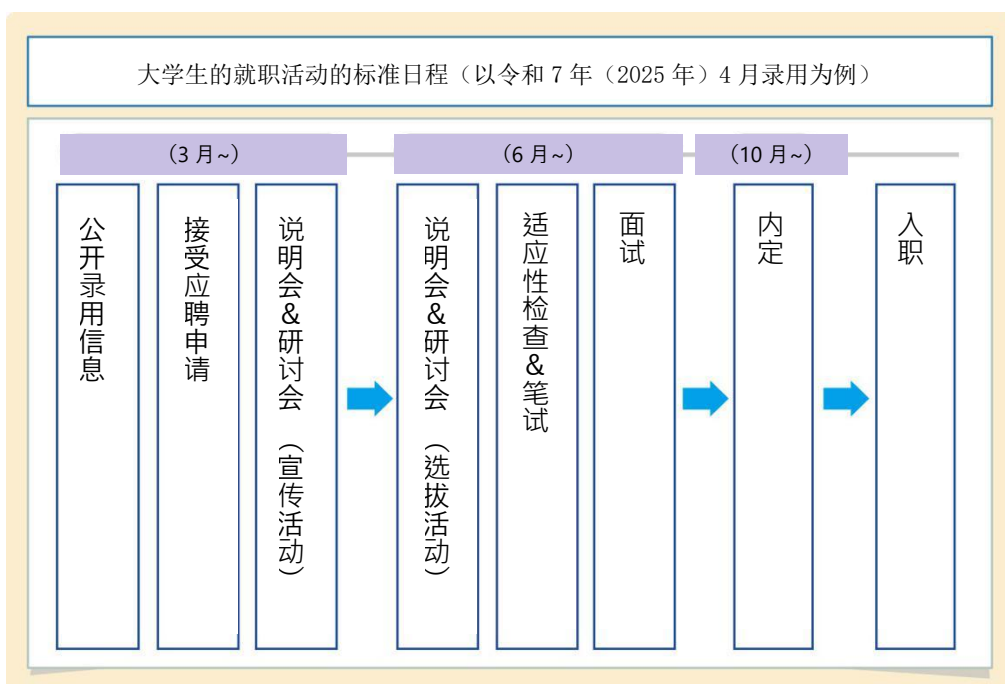 大学生的就职活动的标准日程（以令和 7 年（2025 年）4 月录用为例）
（3 月~）
（6 月~）
（10 月~）
公开录用信息
接受应聘申请
说明会&研讨会（宣传活动）
说明会&研讨会（选拔活动）
适应性检查&笔试
面试
内定
入职